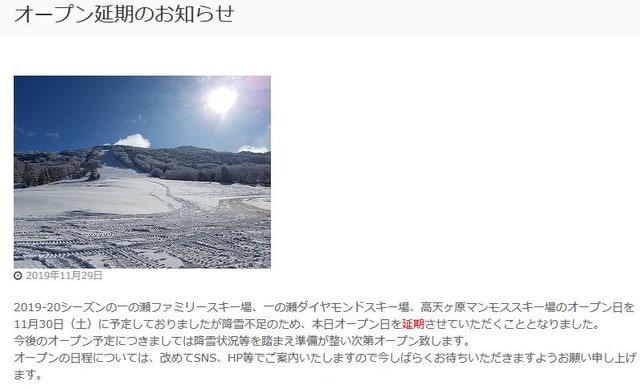 オープン延期のお知らせ
2019年11月29日
2019-20シーズンの一の瀬ファミリースキー場、一の瀬ダイヤモンドスキー場、高天ヶ原マンモススキー場のオープン日を
11月30日（土）に予定しておりましたが降雪不足のため、本日オープン日を延期させていただくこととなりました。
今後のオープン予定につきましては降雪状況等を踏まえ準備が整い次第オープン致します。
オープンの日程については、改めてSNS、HP等でご案内いたしますので今しばらくお待ちいただきますようお願い申し上げ
ます。